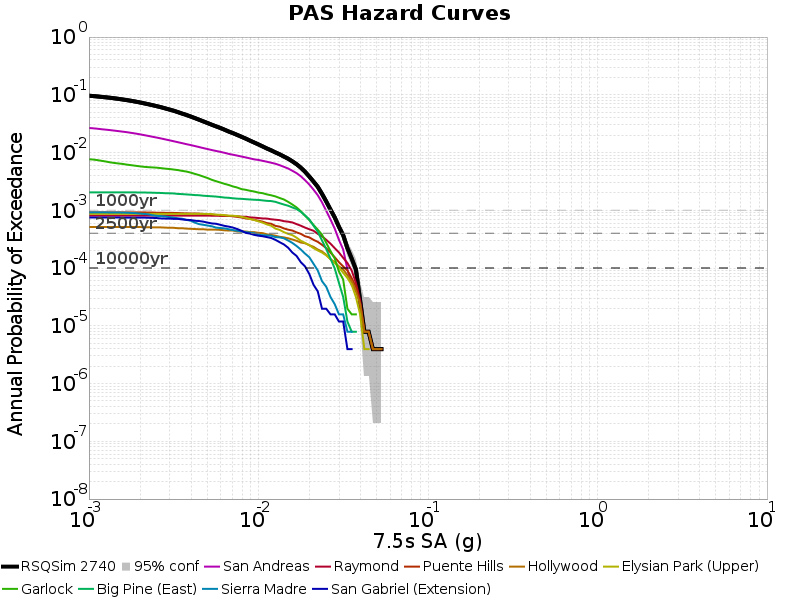 PAS Hazard Curves
Annual Probability of Exceedance
10^0
10^-1
10^-2
10^-3
10^-4
10^-5
10^-6
10^-7
10^-8
1000yr
2500yr
10000yr
10^-3 10^-2 10^-1 10^0 10^1
7.5s SA (g)
RSQSim 2740 95% conf San Andreas Raymond Puente Hills Hollywood Elysian Park (Upper)
Garlock Big Pine (East) Sierra Madre San Gabriel (Extension)